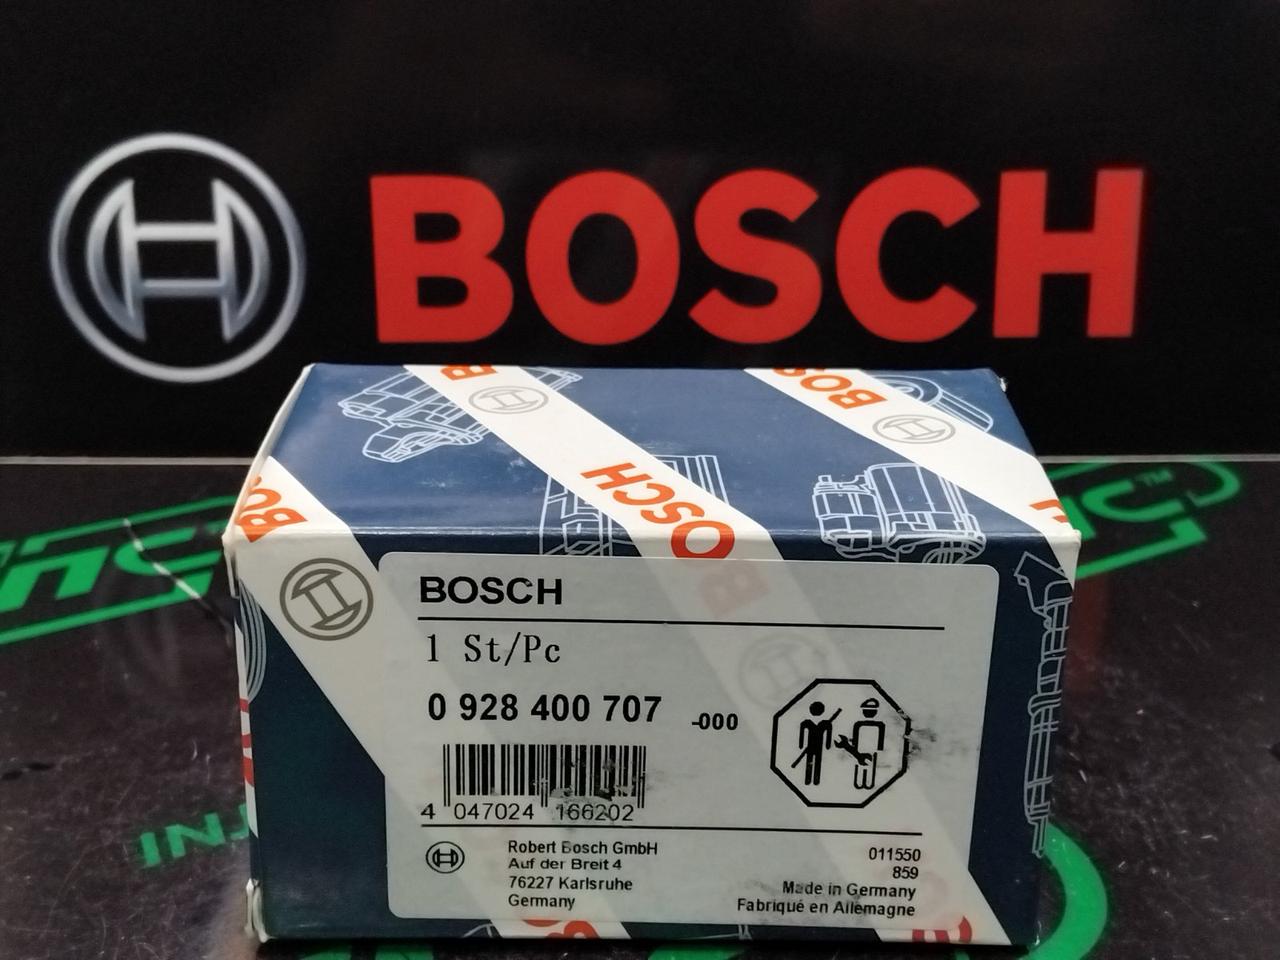 BOSCH
BOSCH
BOSCH
BOSCH
1 St/Pc
0 928 400 707 -000
4 047024 166202
Robert Bosch GmbH
Auf der Breit 4
76227 Karlsruhe
Germany
011550
859
Made in Germany
Fabriqué en Allemagne